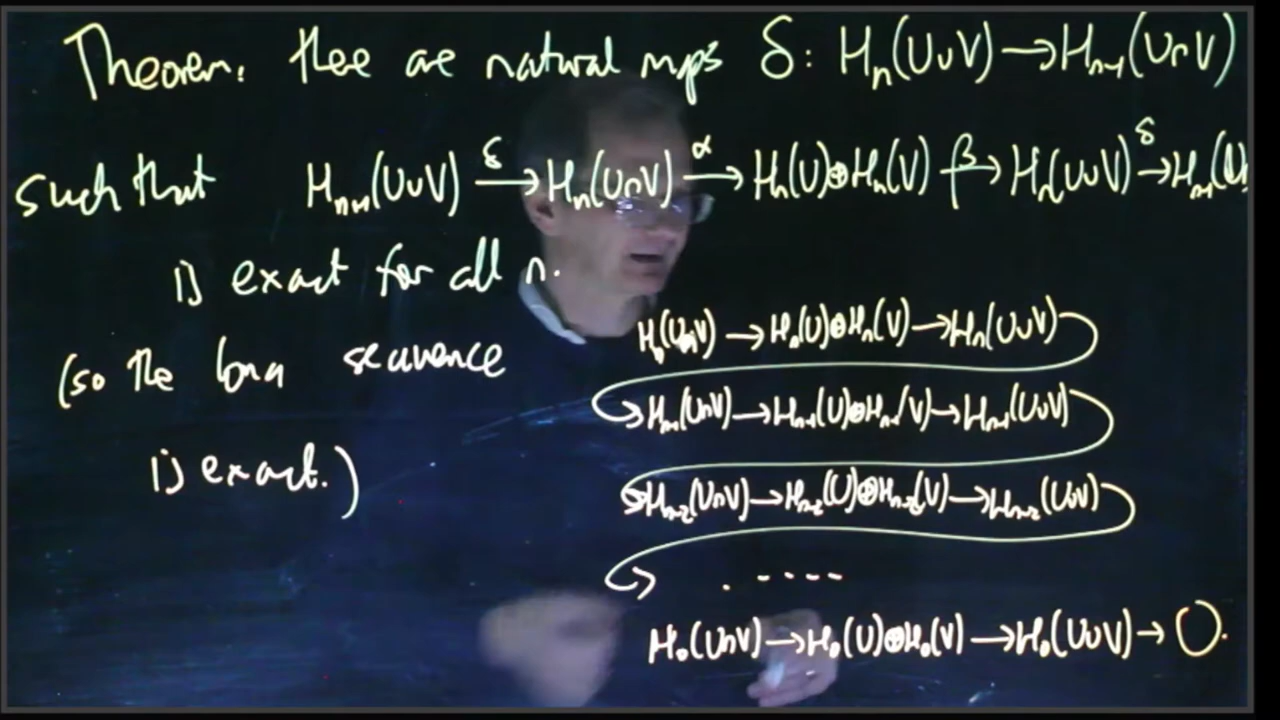 Theorem. thee are natural maps δ: Hₙ(U∪V) → Hₙ₋₁(U∩V)
such that Hₙ₊₁(U∪V) →^δ Hₙ(U∩V) →^α Hₙ(U)⊕Hₙ(V) →^β Hₙ(U∪V) →^δ Hₙ₋₁(U
is exact for all n.
Hₙ(U∩V) → Hₙ(U)⊕Hₙ(V) → Hₙ(U∪V)
(so the long sequence
→ Hₙ₋₁(U∩V) → Hₙ₋₁(U)⊕Hₙ₋₁(V) → Hₙ₋₁(U∪V)
is exact.)
→ Hₙ₋₂(U∩V) → Hₙ₋₂(U)⊕Hₙ₋₂(V) → Hₙ₋₂(U∪V)
→ . ....
H₀(U∩V) → H₀(U)⊕H₀(V) → H₀(U∪V) → 0.